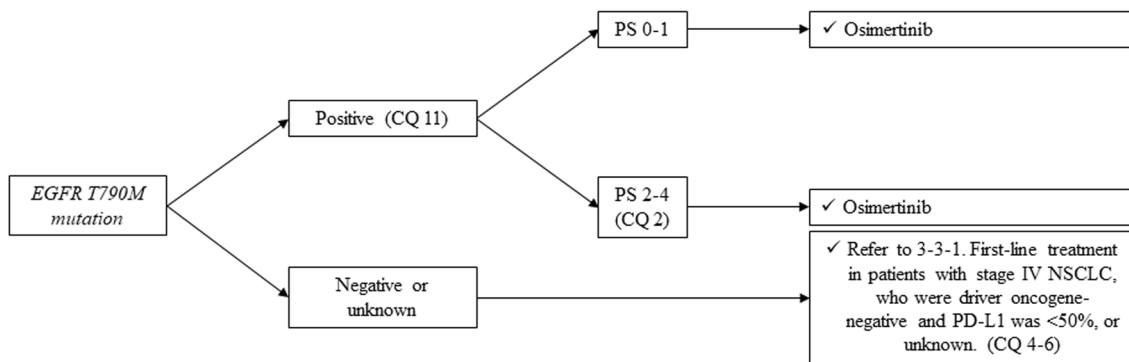 PS 0-1
✓ Osimertinib
Positive (CQ 11)
EGFR T790M
mutation
PS 2-4
(CQ 2)
✓ Osimertinib
Negative or
unknown
✓ Refer to 3-3-1. First-line treatment
in patients with stage IV NSCLC,
who were driver oncogene-
negative and PD-L1 was <50%, or
unknown. (CQ 4-6)